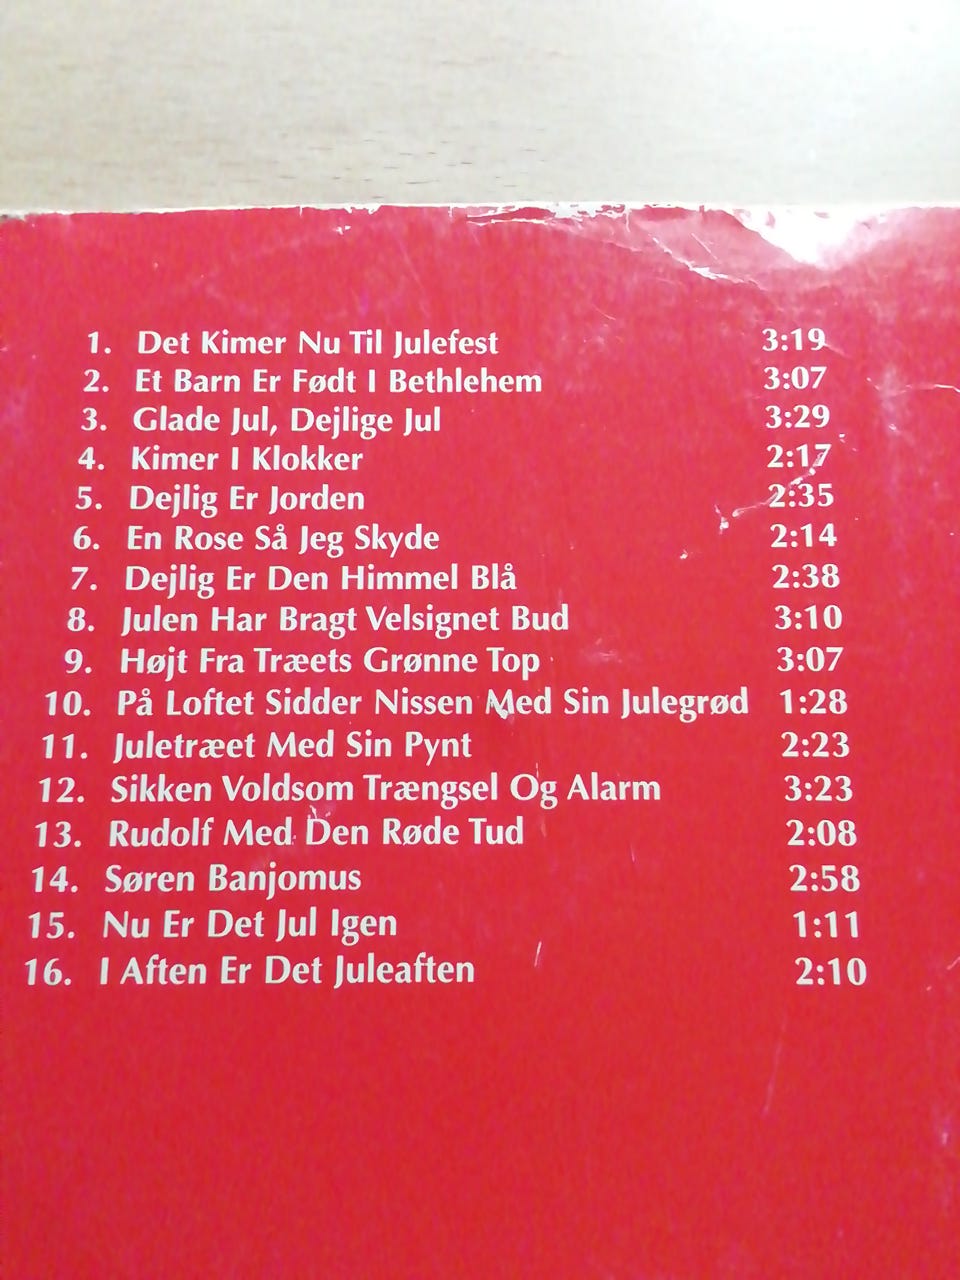 1. Det Kimer Nu Til Julefest 3:19
2. Et Barn Er Født I Bethlehem 3:07
3. Glade Jul, Dejlige Jul 3:29
4. Kimer I Klokker 2:17
5. Dejlig Er Jorden 2:35
6. En Rose Så Jeg Skyde 2:14
7. Dejlig Er Den Himmel Blå 2:38
8. Julen Har Bragt Velsignet Bud 3:10
9. Højt Fra Træets Grønne Top 3:07
10. På Loftet Sidder Nissen Med Sin Julegrød 1:28
11. Juletræet Med Sin Pynt 2:23
12. Sikken Voldsom Trængsel Og Alarm 3:23
13. Rudolf Med Den Røde Tud 2:08
14. Søren Banjomus 2:58
15. Nu Er Det Jul Igen 1:11
16. I Aften Er Det Juleaften 2:10